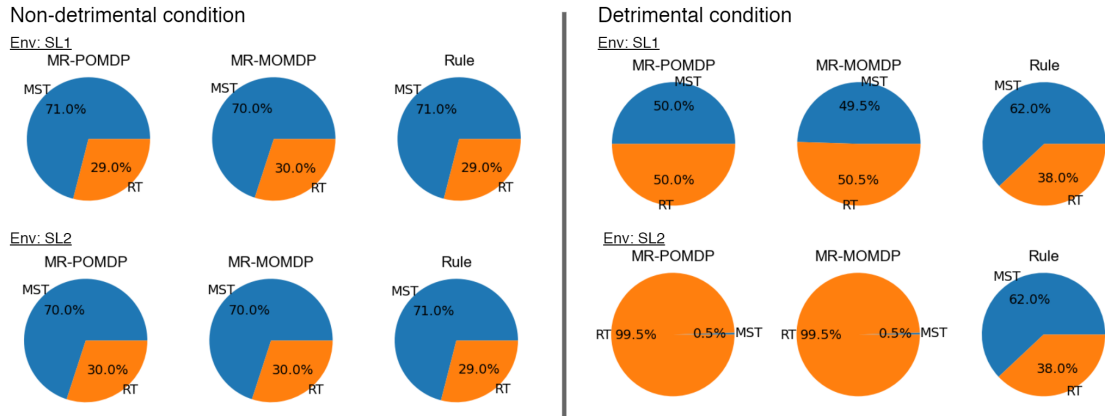 Non-detrimental condition
Env: SL1
MR-POMDP
MST
71.0%
29.0%
RT
MR-MOMDP
MST
70.0%
30.0%
RT
Rule
MST
71.0%
29.0%
RT
Env: SL2
MR-POMDP
MST
70.0%
30.0%
RT
MR-MOMDP
MST
70.0%
30.0%
RT
Rule
MST
71.0%
29.0%
RT
Detrimental condition
Env: SL1
MR-POMDP
MST
50.0%
50.0%
RT
MR-MOMDP
MST
49.5%
50.5%
RT
Rule
MST
62.0%
38.0%
RT
Env: SL2
MR-POMDP
RT 99.5% 0.5% MST
MR-MOMDP
RT 99.5% 0.5% MST
Rule
MST
62.0%
38.0%
RT